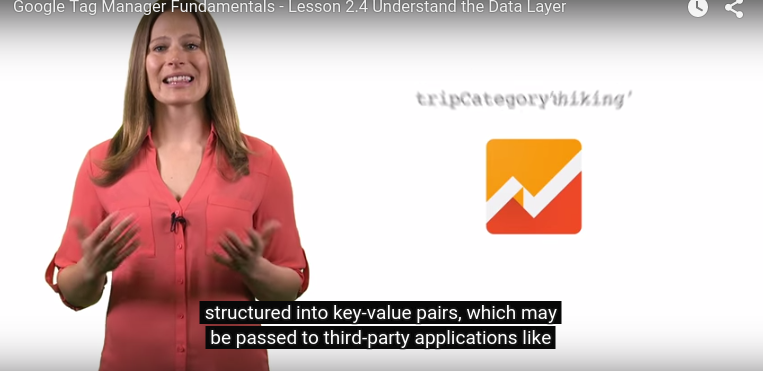 Google Tag Manager Fundamentals - Lesson 2.4 Understand the Data Layer
tripCategory'hiking'
structured into key-value pairs, which may
be passed to third-party applications like